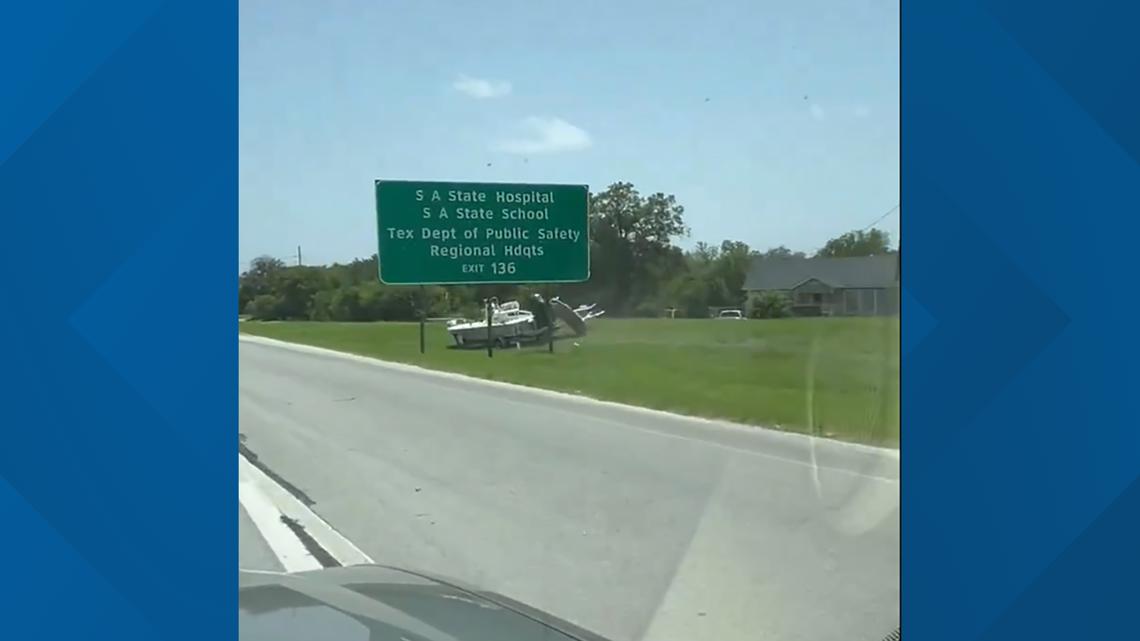 S A State Hospital
S A State School
Tex Dept of Public Safety
Regional Hdqts
EXIT 136